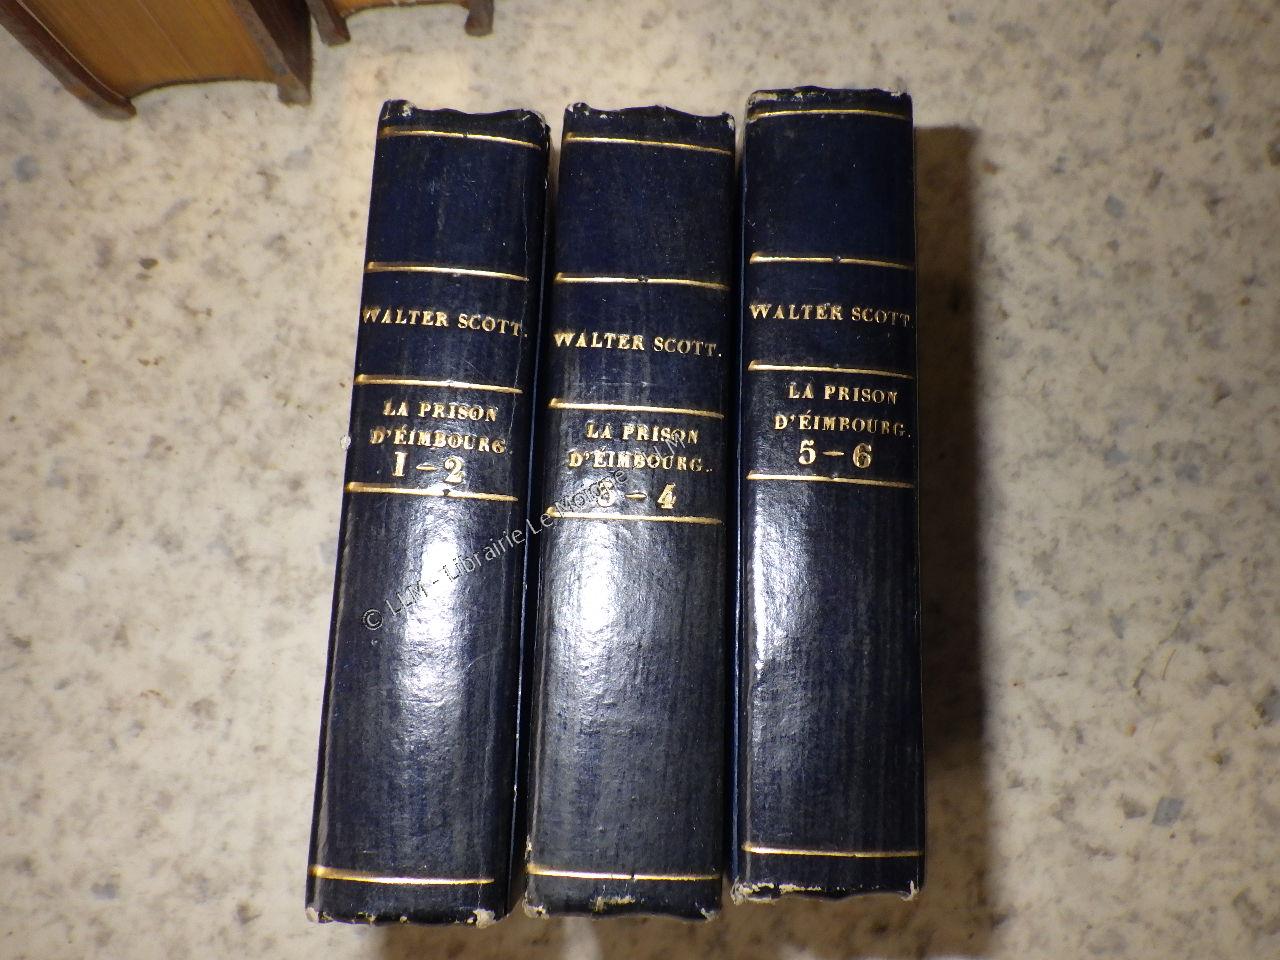 WALTER SCOTT.
LA PRISON
D'ÉIMBOURG.
1-2
WALTER SCOTT.
LA PRISON
D'ÉIMBOURG.
3-4
WALTER SCOTT.
LA PRISON
D'ÉIMBOURG.
5-6
© LLM - Librairie Le Monde